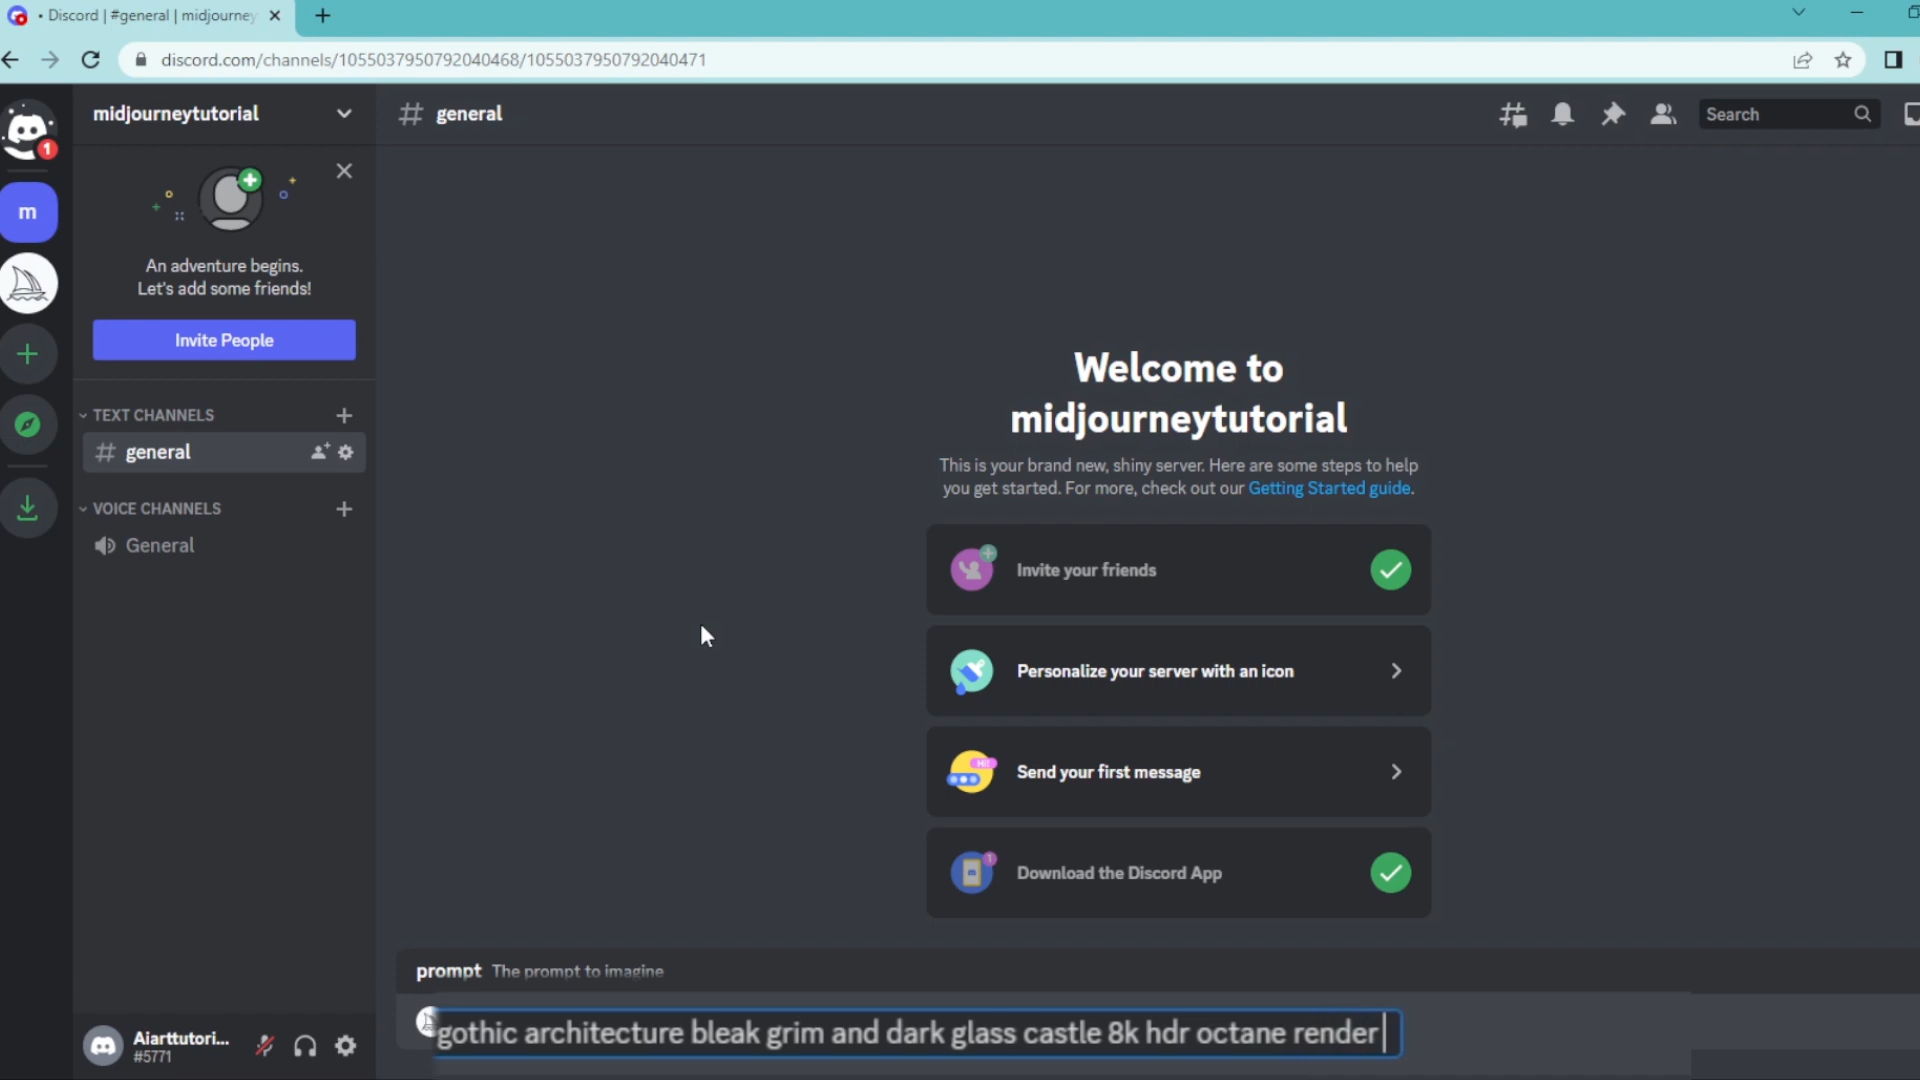 • Discord | #general | midjourney
discord.com/channels/1055037950792040468/1055037950792040471
1
midjourneytutorial
general
Search
m
An adventure begins.
Let's add some friends!
Invite People
TEXT CHANNELS
general
VOICE CHANNELS
General
Welcome to
midjourneytutorial
This is your brand new, shiny server. Here are some steps to help
you get started. For more, check out our Getting Started guide.
Invite your friends
Personalize your server with an icon
Hi!
Send your first message
1
Download the Discord App
prompt The prompt to imagine
gothic architecture bleak grim and dark glass castle 8k hdr octane render
Aiarttutori...
#5771